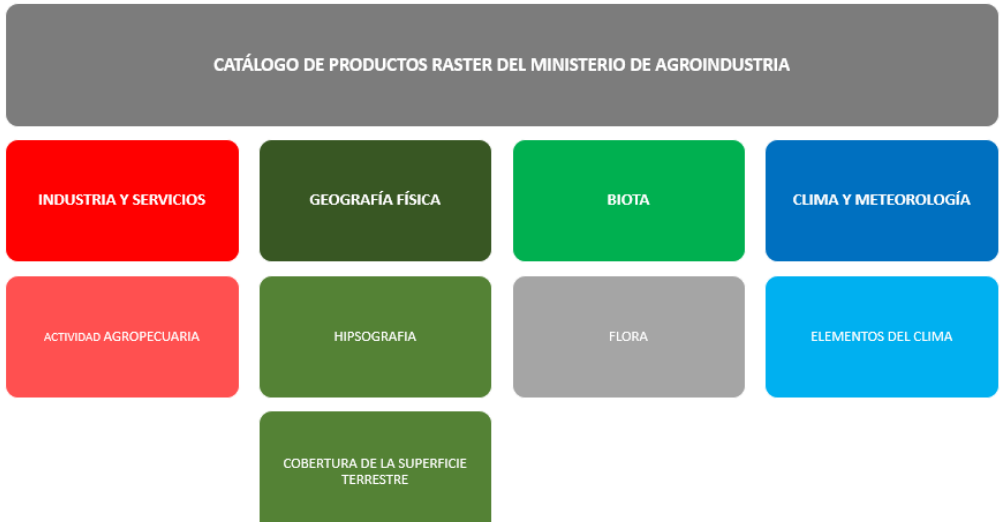 CATÁLOGO DE PRODUCTOS RASTER DEL MINISTERIO DE AGROINDUSTRIA
INDUSTRIA Y SERVICIOS
GEOGRAFÍA FÍSICA
BIOTA
CLIMA Y METEOROLOGÍA
ACTIVIDAD AGROPECUARIA
HIPSOGRAFIA
FLORA
ELEMENTOS DEL CLIMA
COBERTURA DE LA SUPERFICIE
TERRESTRE